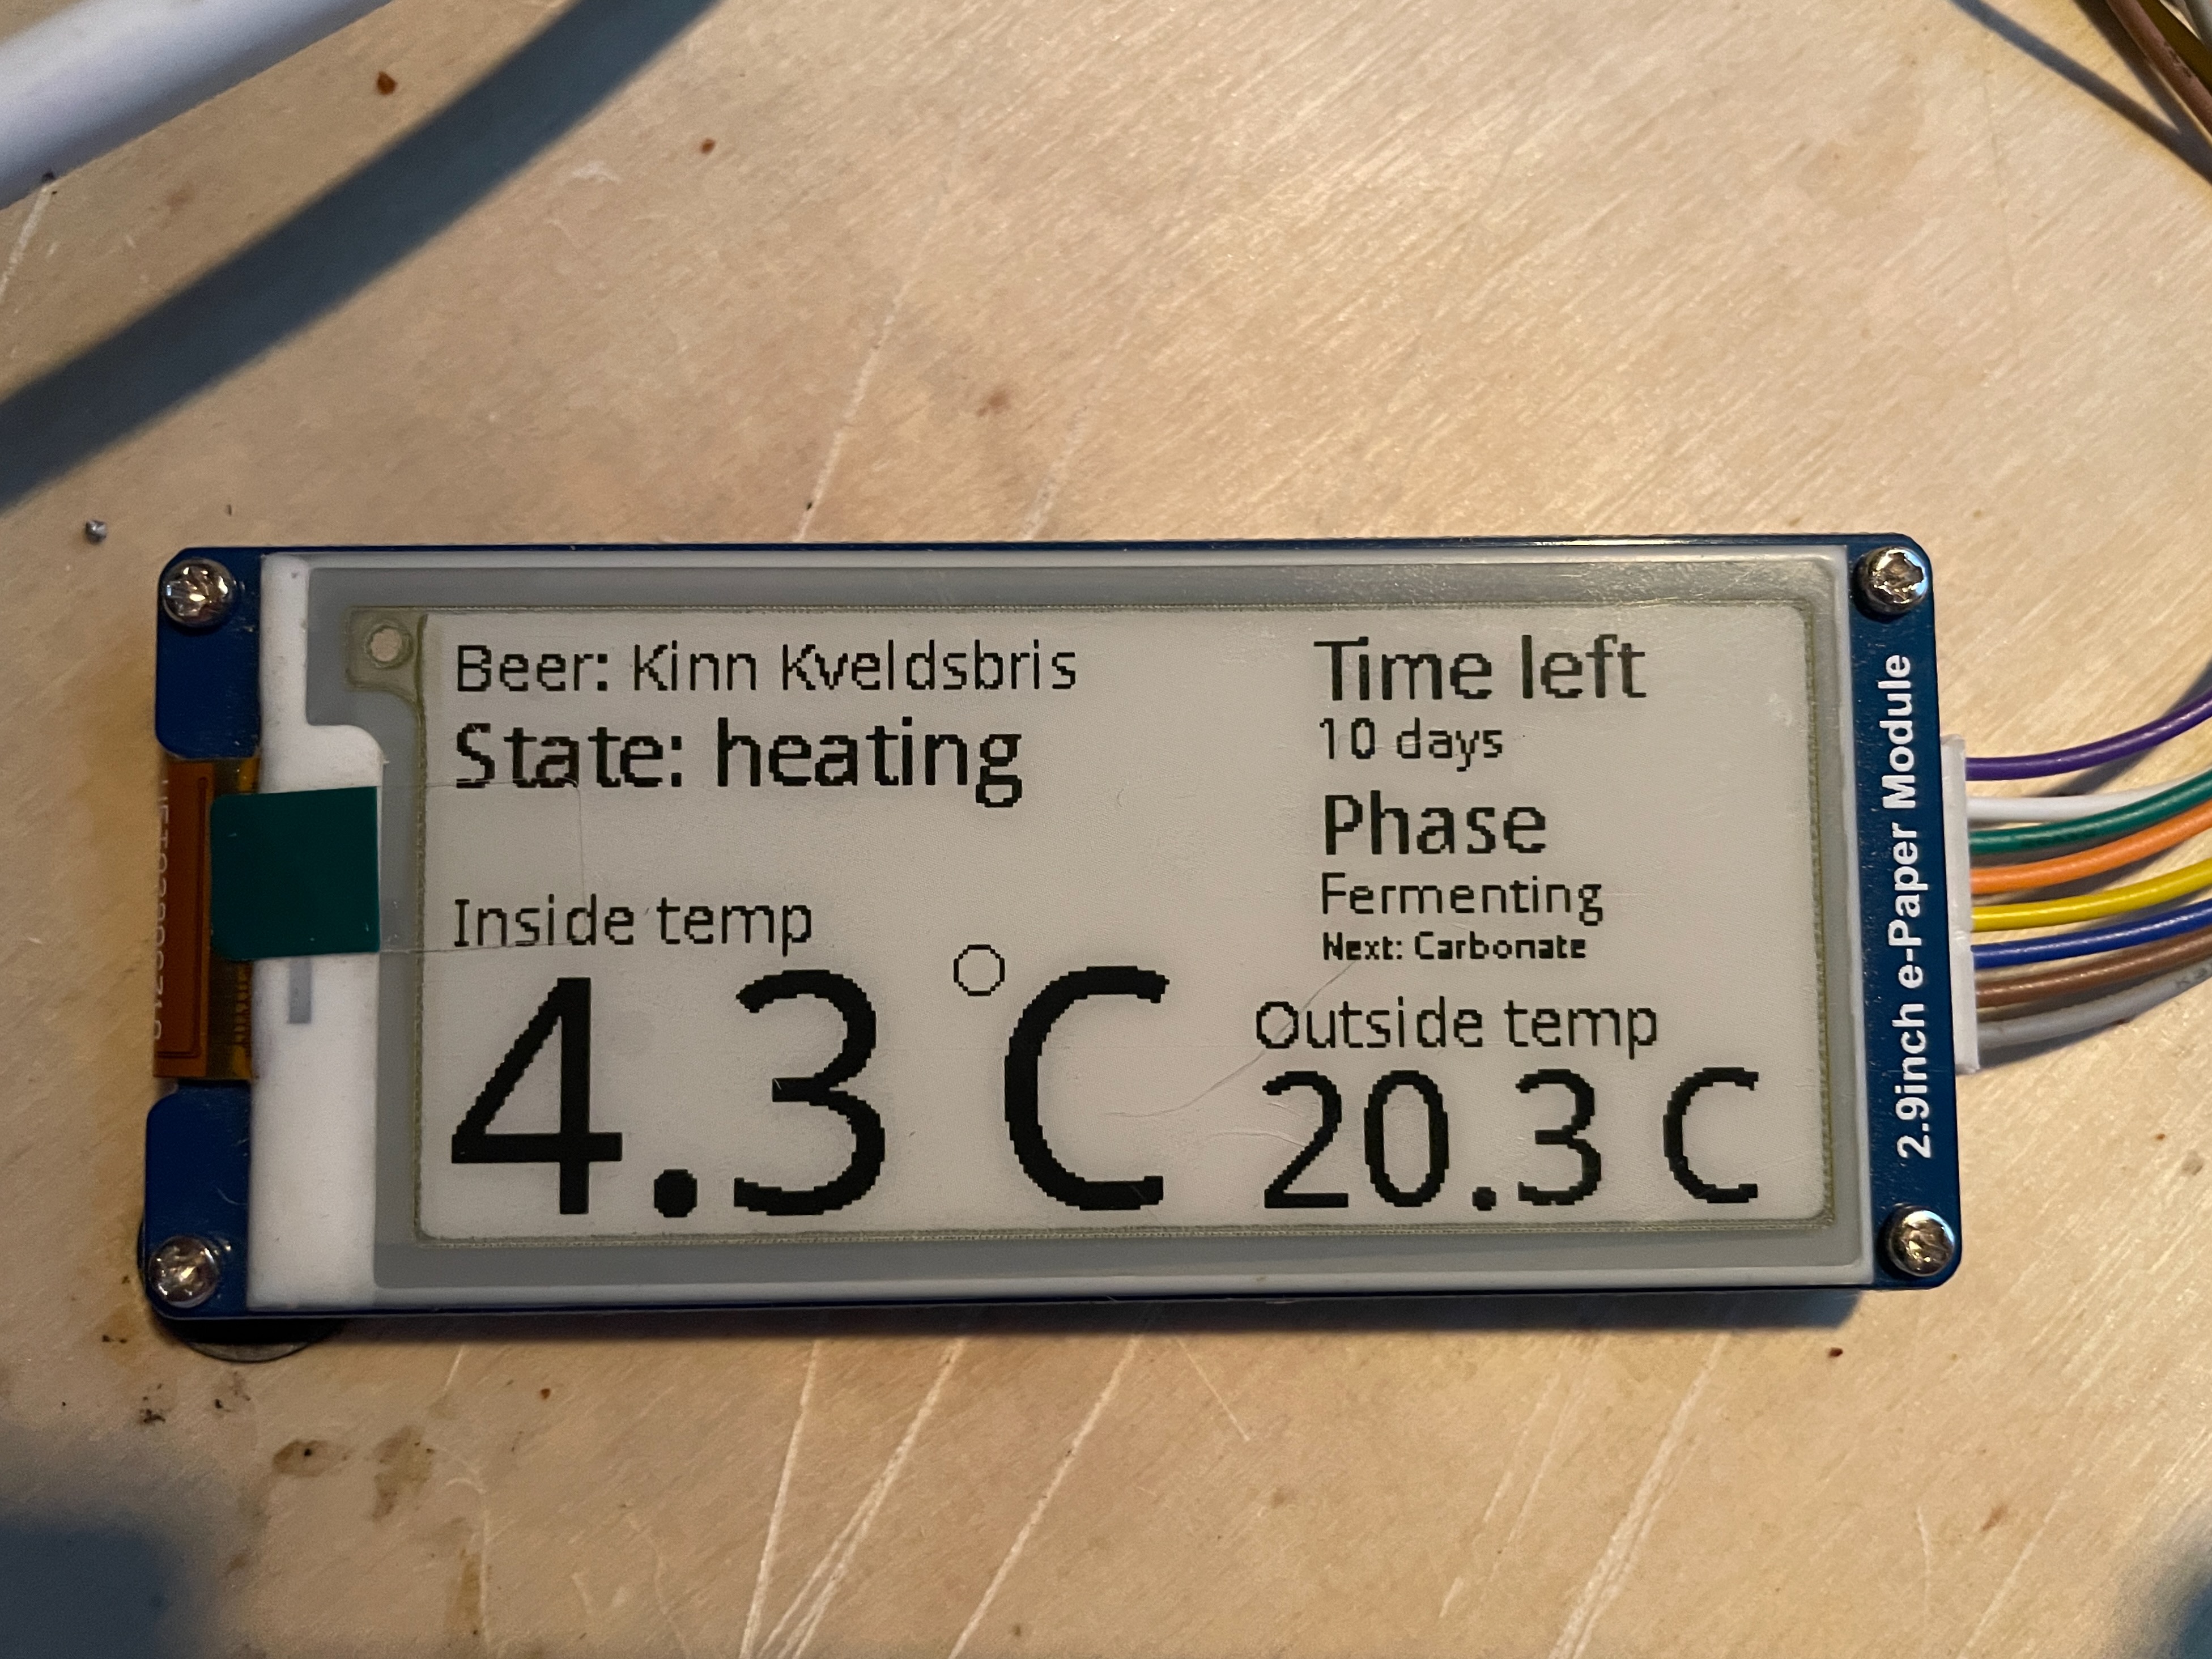 Beer: Kinn Kveldsbris
State: heating
Inside temp
4.3 °C
Time left
10 days
Phase
Fermenting
Next: Carbonate
Outside temp
20.3 C
2.9inch e-Paper Module